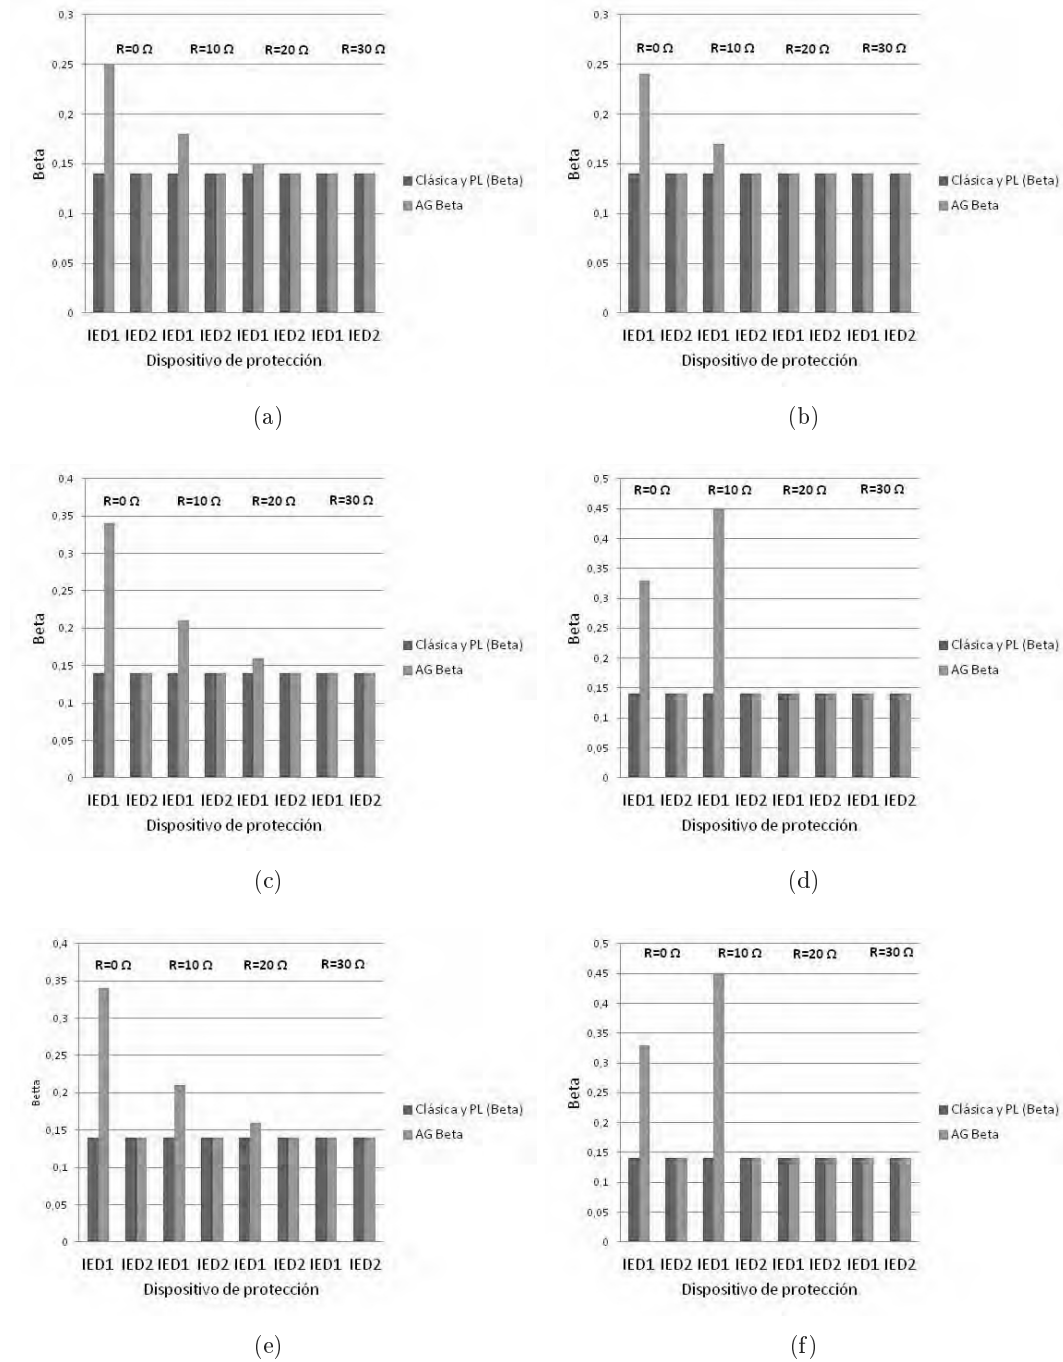 0,3
R=0 Ω R=10 Ω R=20 Ω R=30 Ω
0,25
0,2
0,15
0,1
0,05
0
Beta
Clásica y PL (Beta)
AG Beta
IED1 IED2 IED1 IED2 IED1 IED2 IED1 IED2
Dispositivo de protección
(a)
0,3
R=0 Ω R=10 Ω R=20 Ω R=30 Ω
0,25
0,2
0,15
0,1
0,05
0
Beta
Clásica y PL (Beta)
AG Beta
IED1 IED2 IED1 IED2 IED1 IED2 IED1 IED2
Dispositivo de protección
(b)
0,4
R=0 Ω R=10 Ω R=20 Ω R=30 Ω
0,35
0,3
0,25
0,2
0,15
0,1
0,05
0
Beta
Clásica y PL (Beta)
AG Beta
IED1 IED2 IED1 IED2 IED1 IED2 IED1 IED2
Dispositivo de protección
(c)
0,5
R=0 Ω R=10 Ω R=20 Ω R=30 Ω
0,45
0,4
0,35
0,3
0,25
0,2
0,15
0,1
0,05
0
Beta
Clásica y PL (Beta)
AG Beta
IED1 IED2 IED1 IED2 IED1 IED2 IED1 IED2
Dispositivo de protección
(d)
0,4
R=0 Ω R=10 Ω R=20 Ω R=30 Ω
0,35
0,3
0,25
0,2
0,15
0,1
0,05
0
Betta
Clásica y PL (Beta)
AG Beta
IED1 IED2 IED1 IED2 IED1 IED2 IED1 IED2
Dispositivo de protección
(e)
0,5
R=0 Ω R=10 Ω R=20 Ω R=30 Ω
0,45
0,4
0,35
0,3
0,25
0,2
0,15
0,1
0,05
0
Beta
Clásica y PL (Beta)
AG Beta
IED1 IED2 IED1 IED2 IED1 IED2 IED1 IED2
Dispositivo de protección
(f)